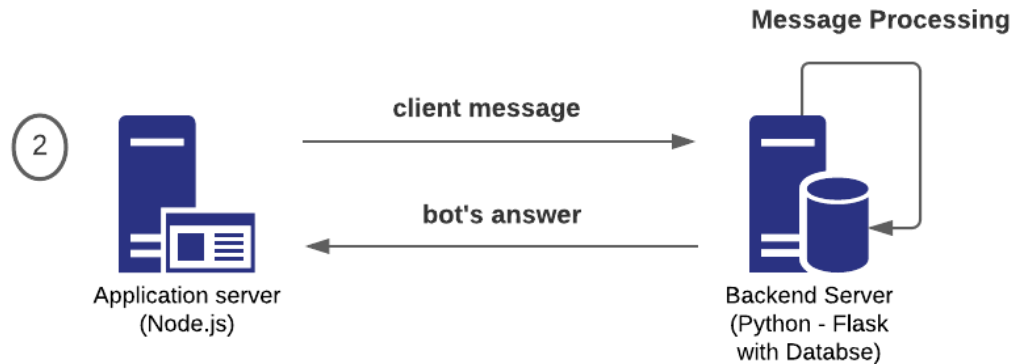 Message Processing
client message
2
bot's answer
Application server
(Node.js)
Backend Server
(Python - Flask
with Databse)